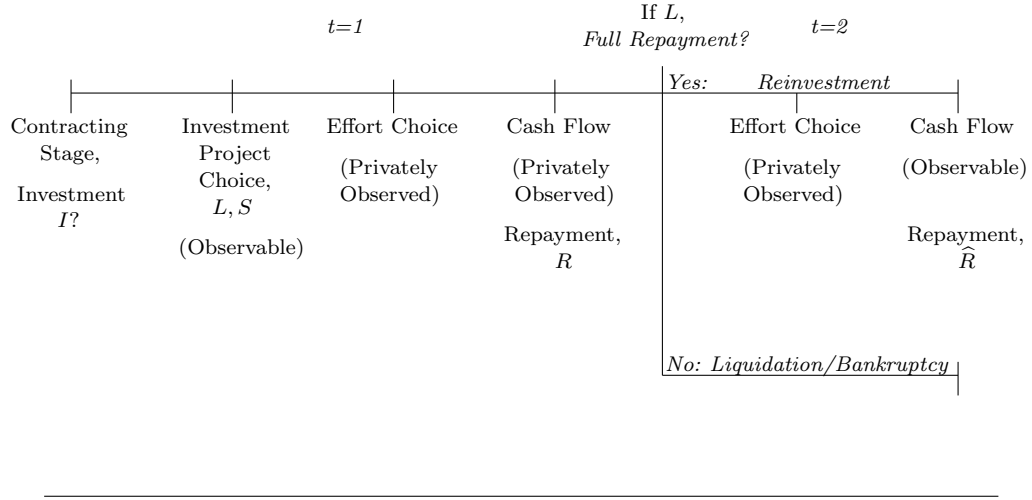 t=1
If L,
Full Repayment?
t=2
Yes:
Reinvestment
Contracting
Stage,
Investment
I?
Investment
Project
Choice,
L, S
(Observable)
Effort Choice
(Privately
Observed)
Cash Flow
(Privately
Observed)
Repayment,
R
Effort Choice
(Privately
Observed)
Cash Flow
(Observable)
Repayment,
R̂
No: Liquidation/Bankruptcy